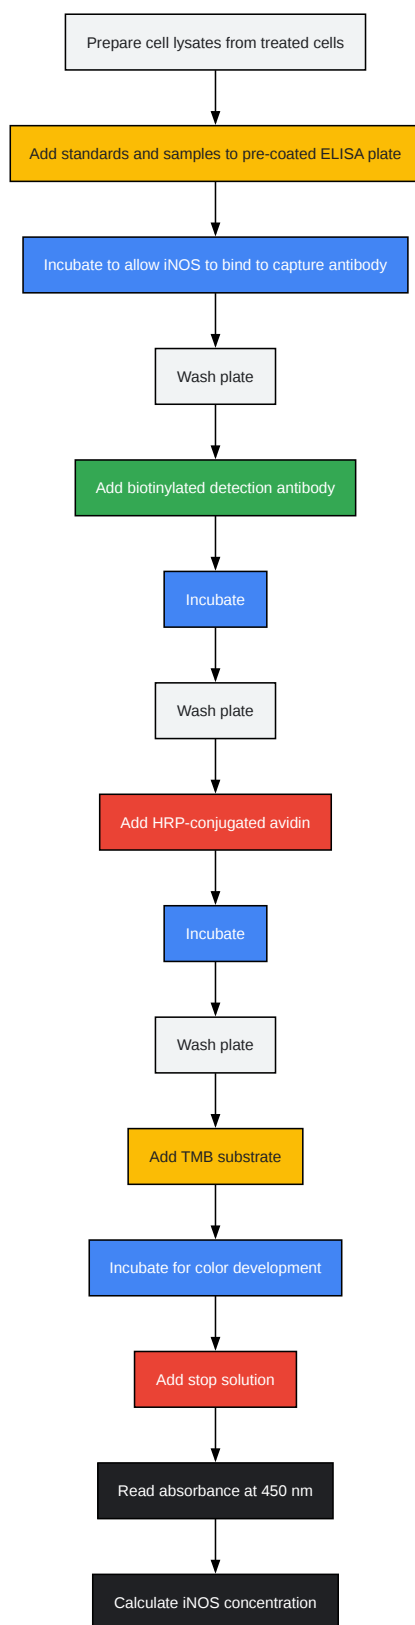 Prepare cell lysates from treated cells
Add standards and samples to pre-coated ELISA plate
Incubate to allow iNOS to bind to capture antibody
Wash plate
Add biotinylated detection antibody
Incubate
Wash plate
Add HRP-conjugated avidin
Incubate
Wash plate
Add TMB substrate
Incubate for color development
Add stop solution
Read absorbance at 450 nm
Calculate iNOS concentration